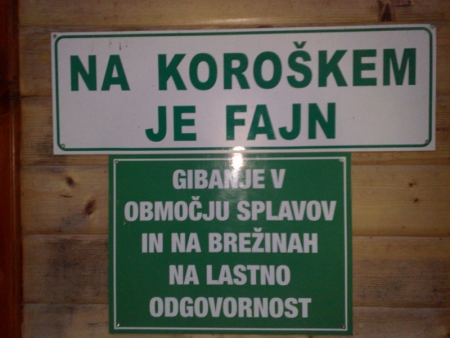 NA KOROŠKEM
JE FAJN
GIBANJE V
OBMOČJU SPLAVOV
IN NA BREŽINAH
NA LASTNO
ODGOVORNOST